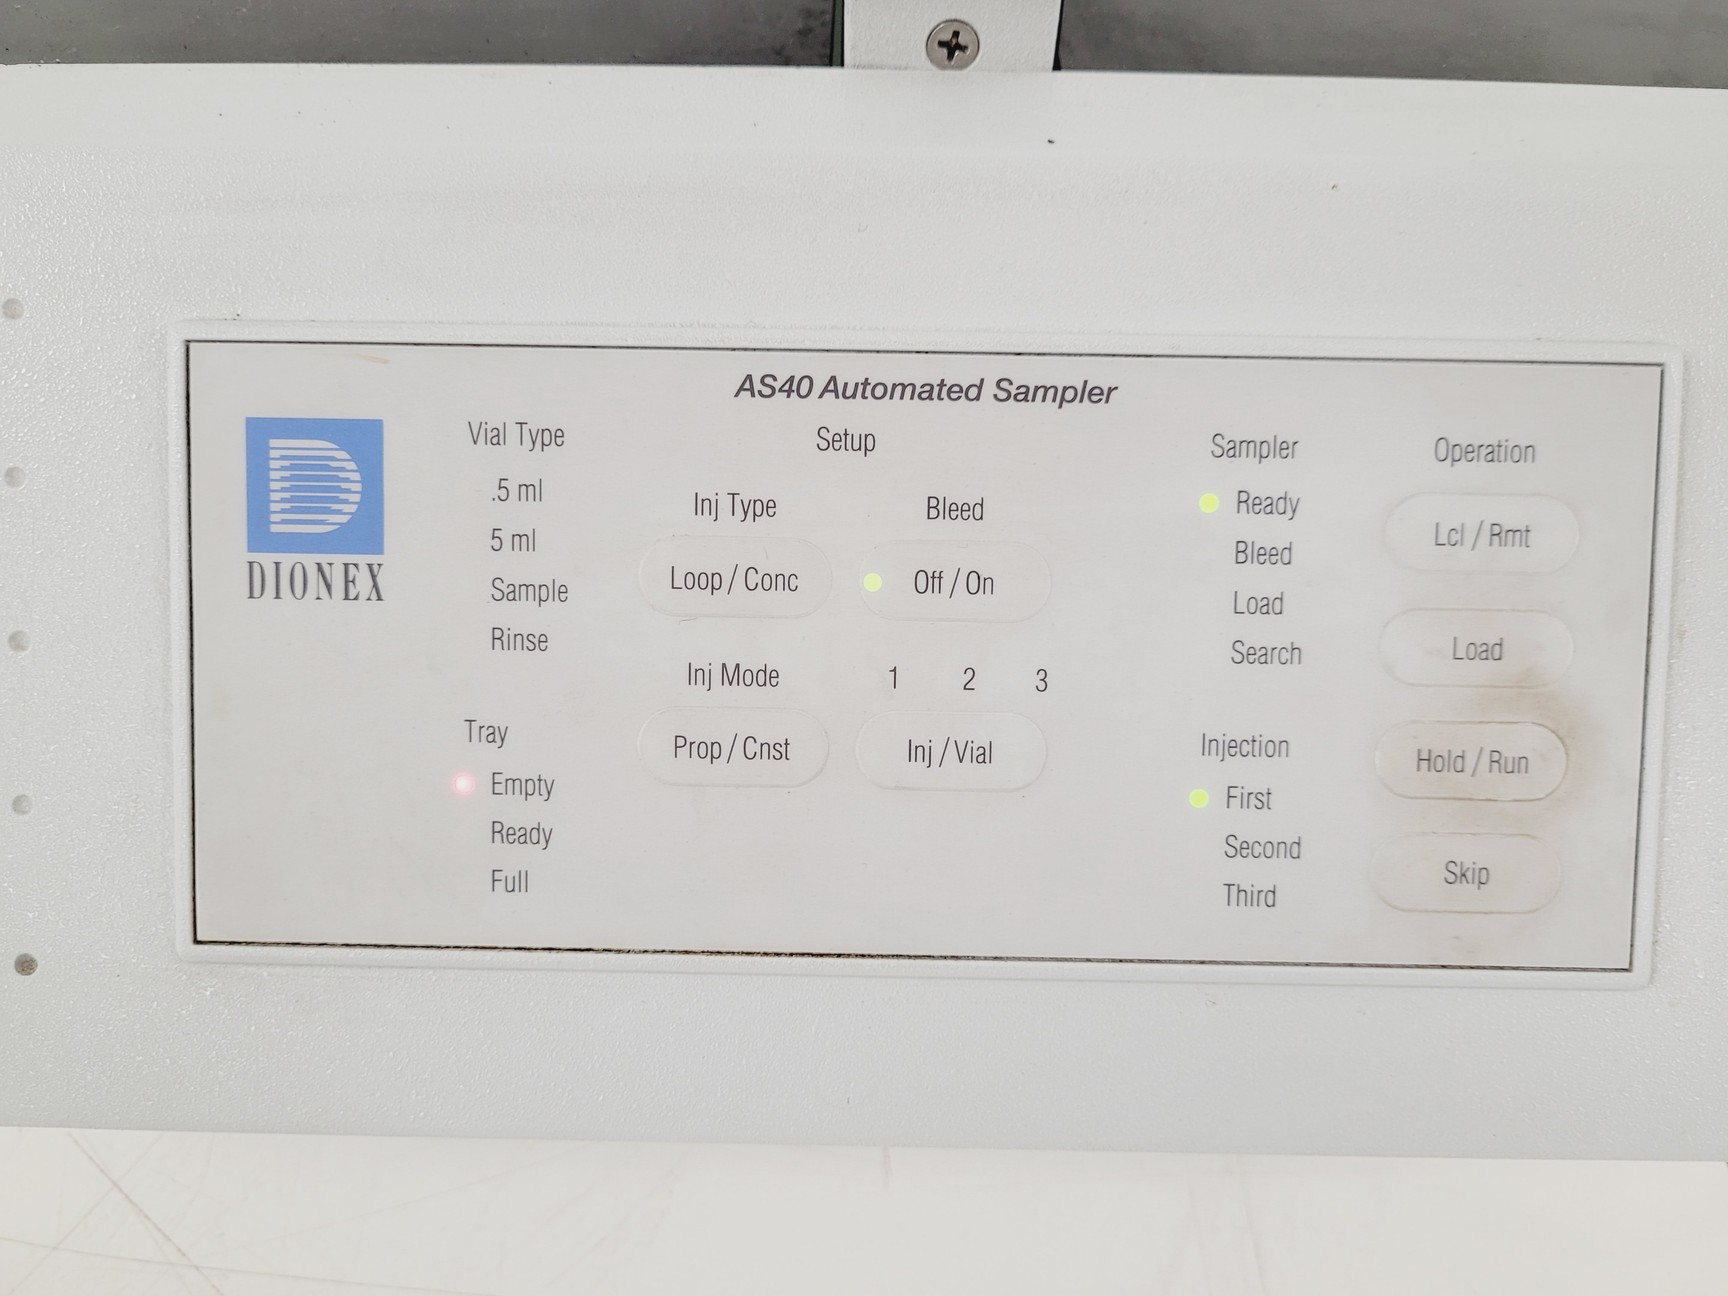 AS40 Automated Sampler
DIONEX
Vial Type
.5 ml
5 ml
Sample
Rinse
Tray
Empty
Ready
Full
Setup
Inj Type
Bleed
Loop / Conc
Off / On
Inj Mode
1 2 3
Prop / Cnst
Inj / Vial
Sampler
Ready
Bleed
Load
Search
Injection
First
Second
Third
Operation
Lcl / Rmt
Load
Hold / Run
Skip